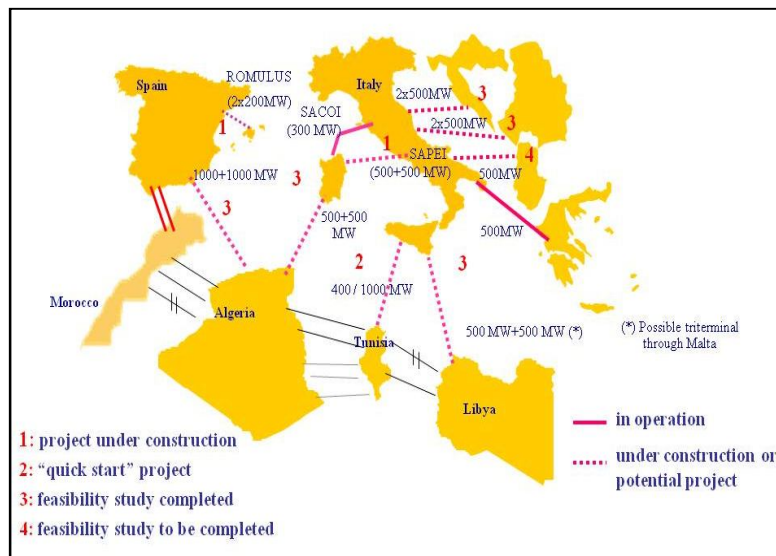 Spain
ROMULUS
(2x200MW)
1
Italy
SACOI
(300 MW)
2x500MW
3
2x500MW
3
1
SAPEI
(500+500 MW)
4
500MW
1000+1000 MW
3
3
500+500
MW
500MW
2
3
400 / 1000 MW
Morocco
Algeria
Tunisia
500 MW+500 MW (*)
(*) Possible triterminal
through Malta
Libya
in operation
under construction or
potential project
1: project under construction
2: “quick start” project
3: feasibility study completed
4: feasibility study to be completed